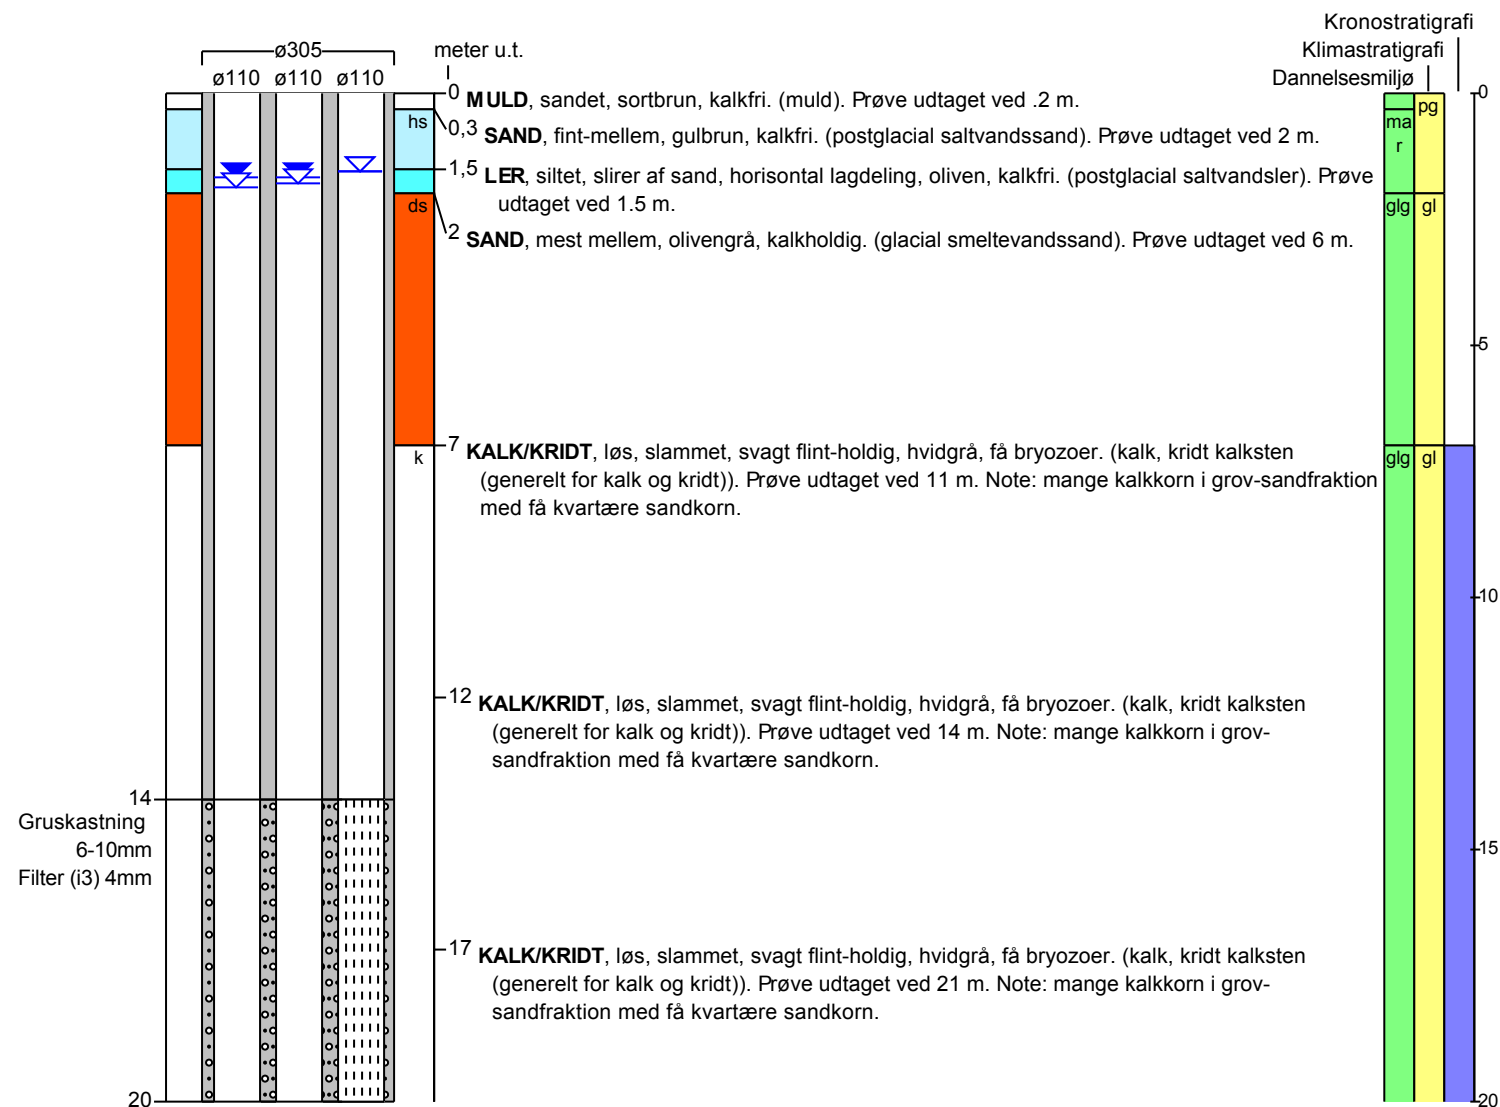 Kronostratigrafi
ø305 meter u.t. Klimastratigrafi
ø110 ø110 ø110 Dannelsesmiljø
0 MULD, sandet, sortbrun, kalkfri. (muld). Prøve udtaget ved .2 m. pg 0
hs 0,3 SAND, fint-mellem, gulbrun, kalkfri. (postglacial saltvandssand). Prøve udtaget ved 2 m. ma
r
1,5 LER, siltet, slirer af sand, horisontal lagdeling, oliven, kalkfri. (postglacial saltvandsler). Prøve
udtaget ved 1.5 m.
ds glg gl
2 SAND, mest mellem, olivengrå, kalkholdig. (glacial smeltevandssand). Prøve udtaget ved 6 m.
5
7 KALK/KRIDT, løs, slammet, svagt flint-holdig, hvidgrå, få bryozoer. (kalk, kridt kalksten
k glg gl
(generelt for kalk og kridt)). Prøve udtaget ved 11 m. Note: mange kalkkorn i grov-sandfraktion
med få kvartære sandkorn.
10
12 KALK/KRIDT, løs, slammet, svagt flint-holdig, hvidgrå, få bryozoer. (kalk, kridt kalksten
(generelt for kalk og kridt)). Prøve udtaget ved 14 m. Note: mange kalkkorn i grov-
sandfraktion med få kvartære sandkorn.
14
Gruskastning
6-10mm
15
Filter (i3) 4mm
17 KALK/KRIDT, løs, slammet, svagt flint-holdig, hvidgrå, få bryozoer. (kalk, kridt kalksten
(generelt for kalk og kridt)). Prøve udtaget ved 21 m. Note: mange kalkkorn i grov-
sandfraktion med få kvartære sandkorn.
20 20